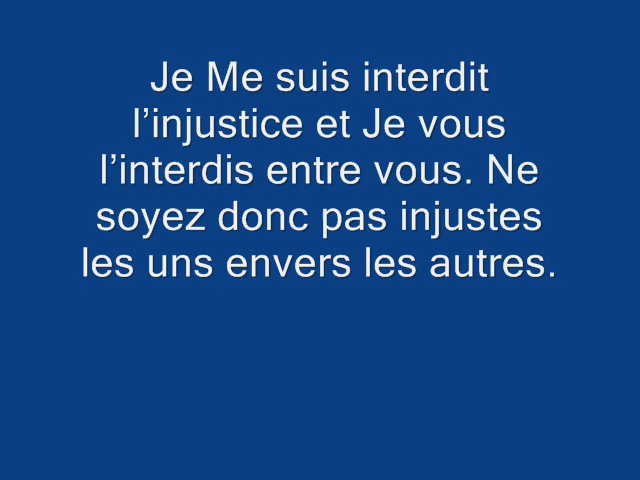 Je Me suis interdit
l’injustice et Je vous
l’interdis entre vous. Ne
soyez donc pas injustes
les uns envers les autres.